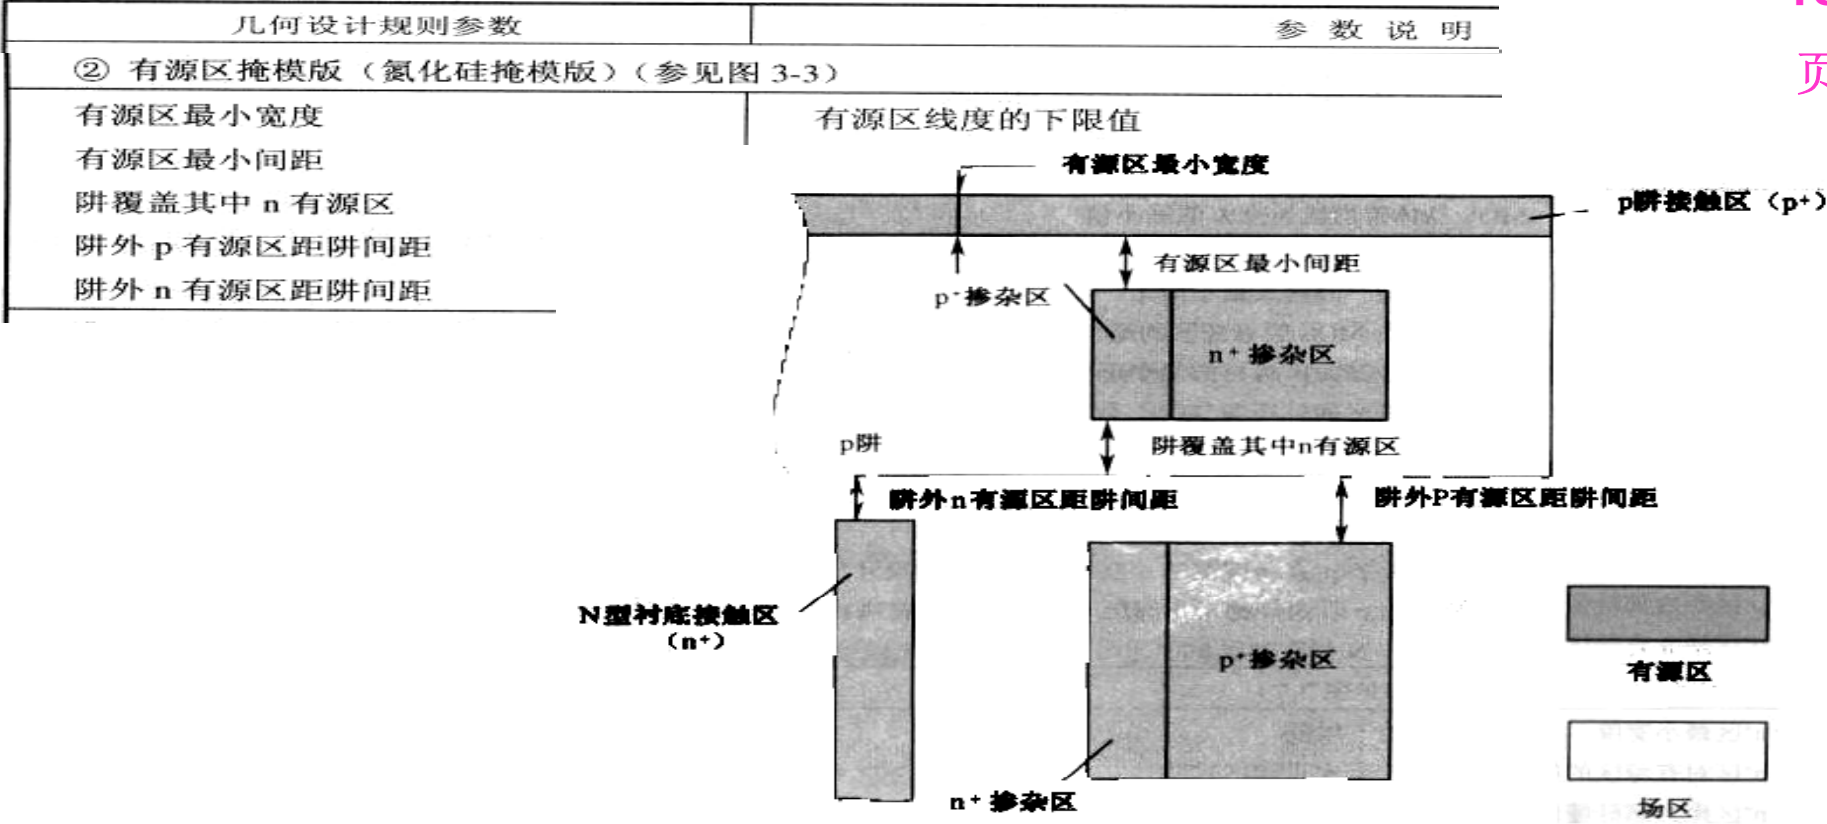 几何设计规则参数 参数说明
② 有源区掩模版（氮化硅掩模版）（参见图 3-3）
有源区最小宽度 有源区线度的下限值
有源区最小间距
阱覆盖其中 n 有源区
阱外 p 有源区距阱间距
阱外 n 有源区距阱间距
页
有源区最小宽度
p阱接触区（p+）
有源区最小间距
p+掺杂区
n+掺杂区
p阱
阱覆盖其中n有源区
阱外n有源区距阱间距
阱外P有源区距阱间距
N型衬底接触区
（n+）
p+掺杂区
n+掺杂区
有源区
场区